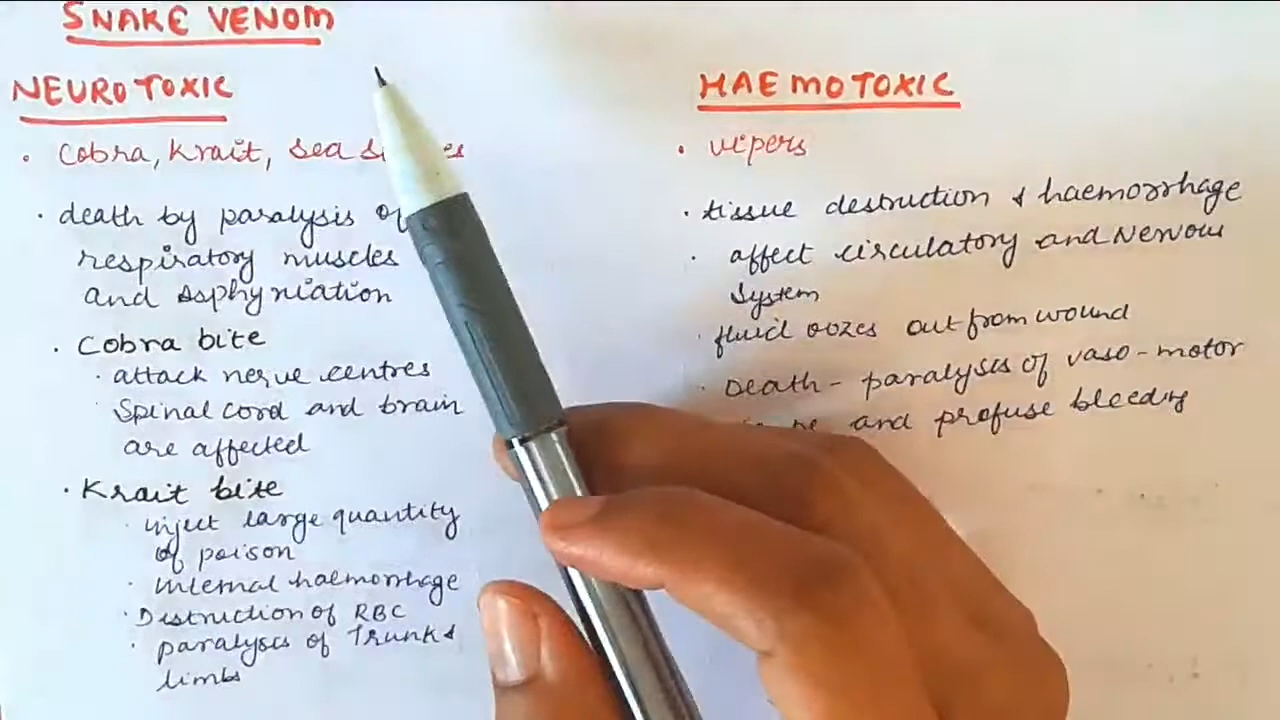 SNAKE VENOM
NEUROTOXIC
• Cobra, Krait, sea
• death by paralysis of
respiratory muscles
and Asphyxiation
• Cobra bite
• attack nerve centres
Spinal cord and brain
are affected
• Krait bite
• inject large quantity
of poison
• internal haemorrhage
• Destruction of RBC
• paralysis of Trunk &
limbs
HAEMOTOXIC
• vipers
• tissue destruction & haemorrhage
• affect circulatory and Nervous
System
• fluid oozes out from wound
• Death - paralysis of vaso-motor
and profuse bleeding